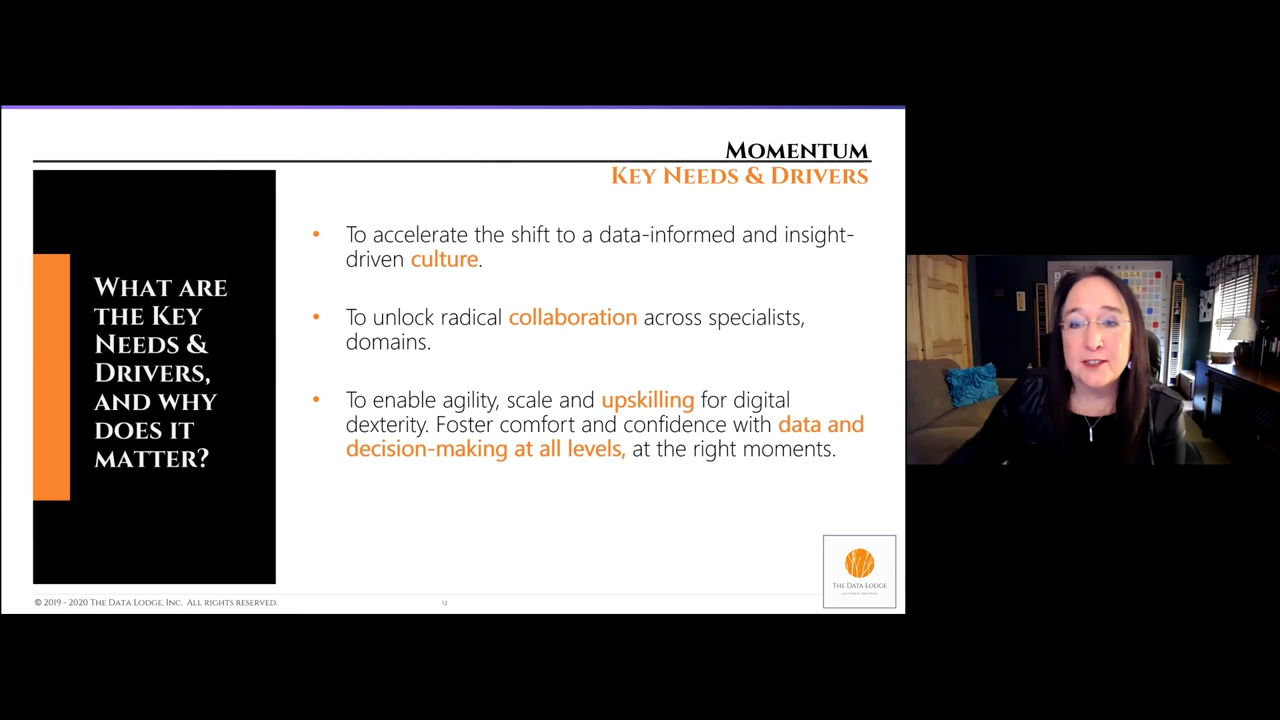 MOMENTUM
KEY NEEDS & DRIVERS
WHAT ARE
THE KEY
NEEDS &
DRIVERS,
AND WHY
DOES IT
MATTER?
• To accelerate the shift to a data-informed and insight-
driven culture.
• To unlock radical collaboration across specialists,
domains.
• To enable agility, scale and upskilling for digital
dexterity. Foster comfort and confidence with data and
decision-making at all levels, at the right moments.
THE DATA LODGE
© 2019 - 2020 THE DATA LODGE, INC. ALL RIGHTS RESERVED.
12